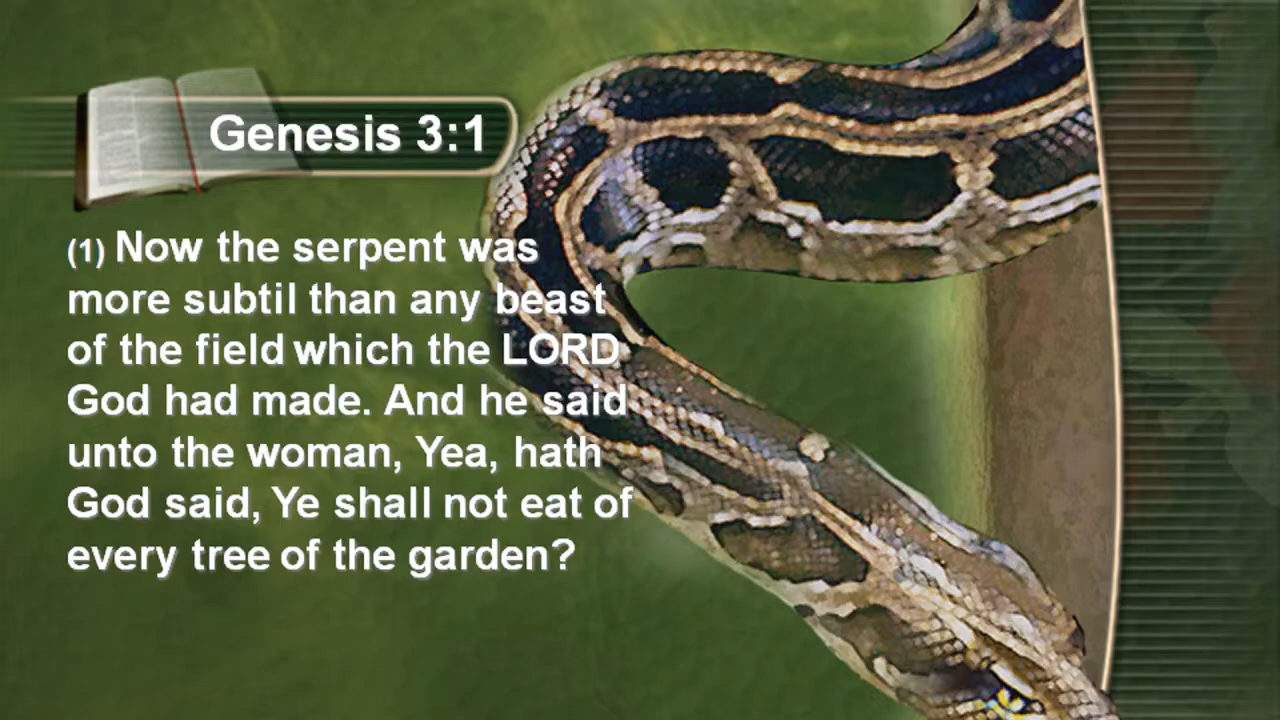 Genesis 3:1
(1) Now the serpent was
more subtil than any beast
of the field which the LORD
God had made. And he said
unto the woman, Yea, hath
God said, Ye shall not eat of
every tree of the garden?